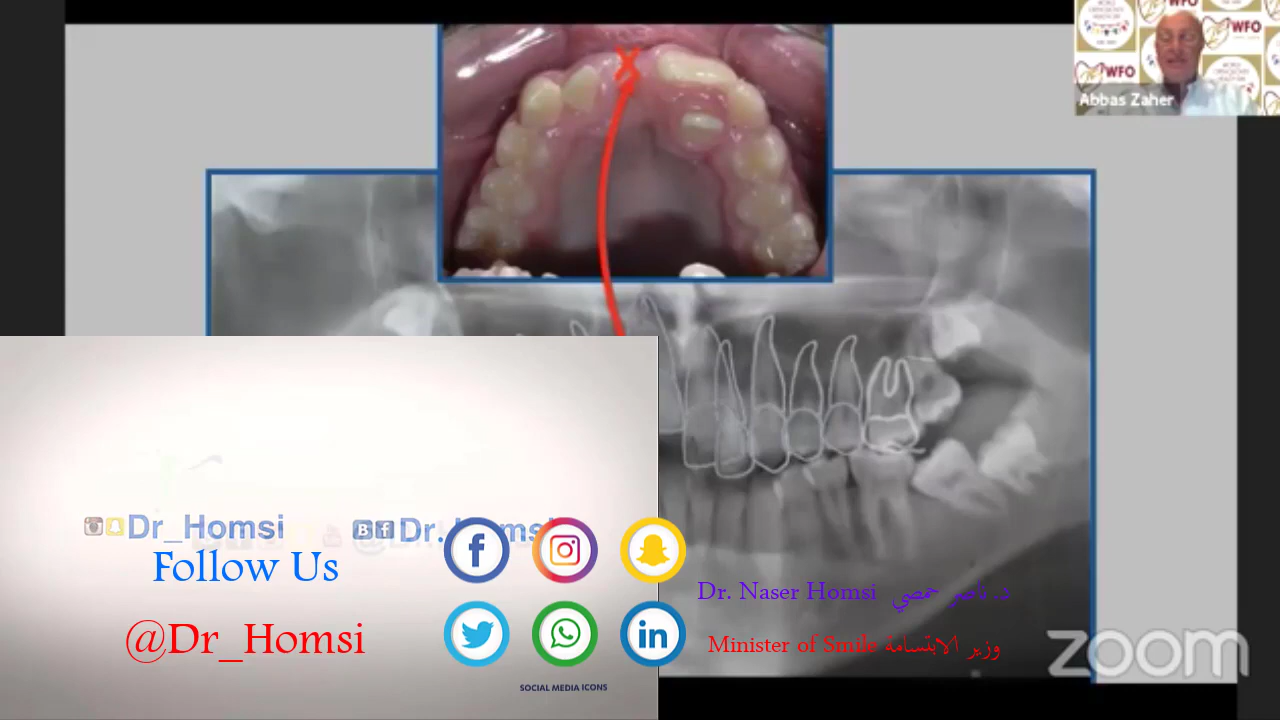 WFO
WFO
WFO
Abbas Zaher
Dr_Homsi
Follow Us
@Dr_Homsi
SOCIAL MEDIA ICONS
Dr. Naser Homsi د. ناصر حمصي
Minister of Smile وزير الابتسامة
zoom